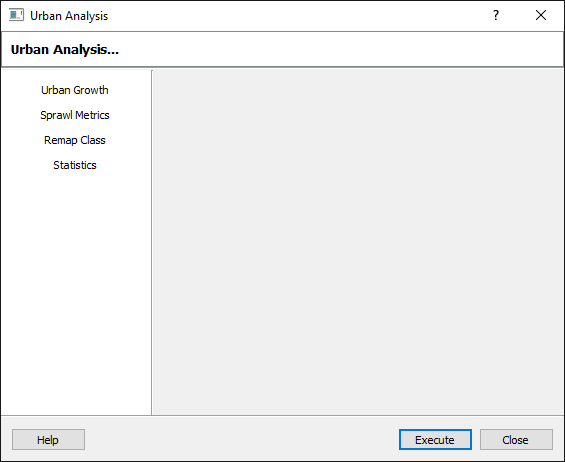 Urban Analysis
?
Urban Analysis...
Urban Growth
Sprawl Metrics
Remap Class
Statistics
Help
Execute
Close